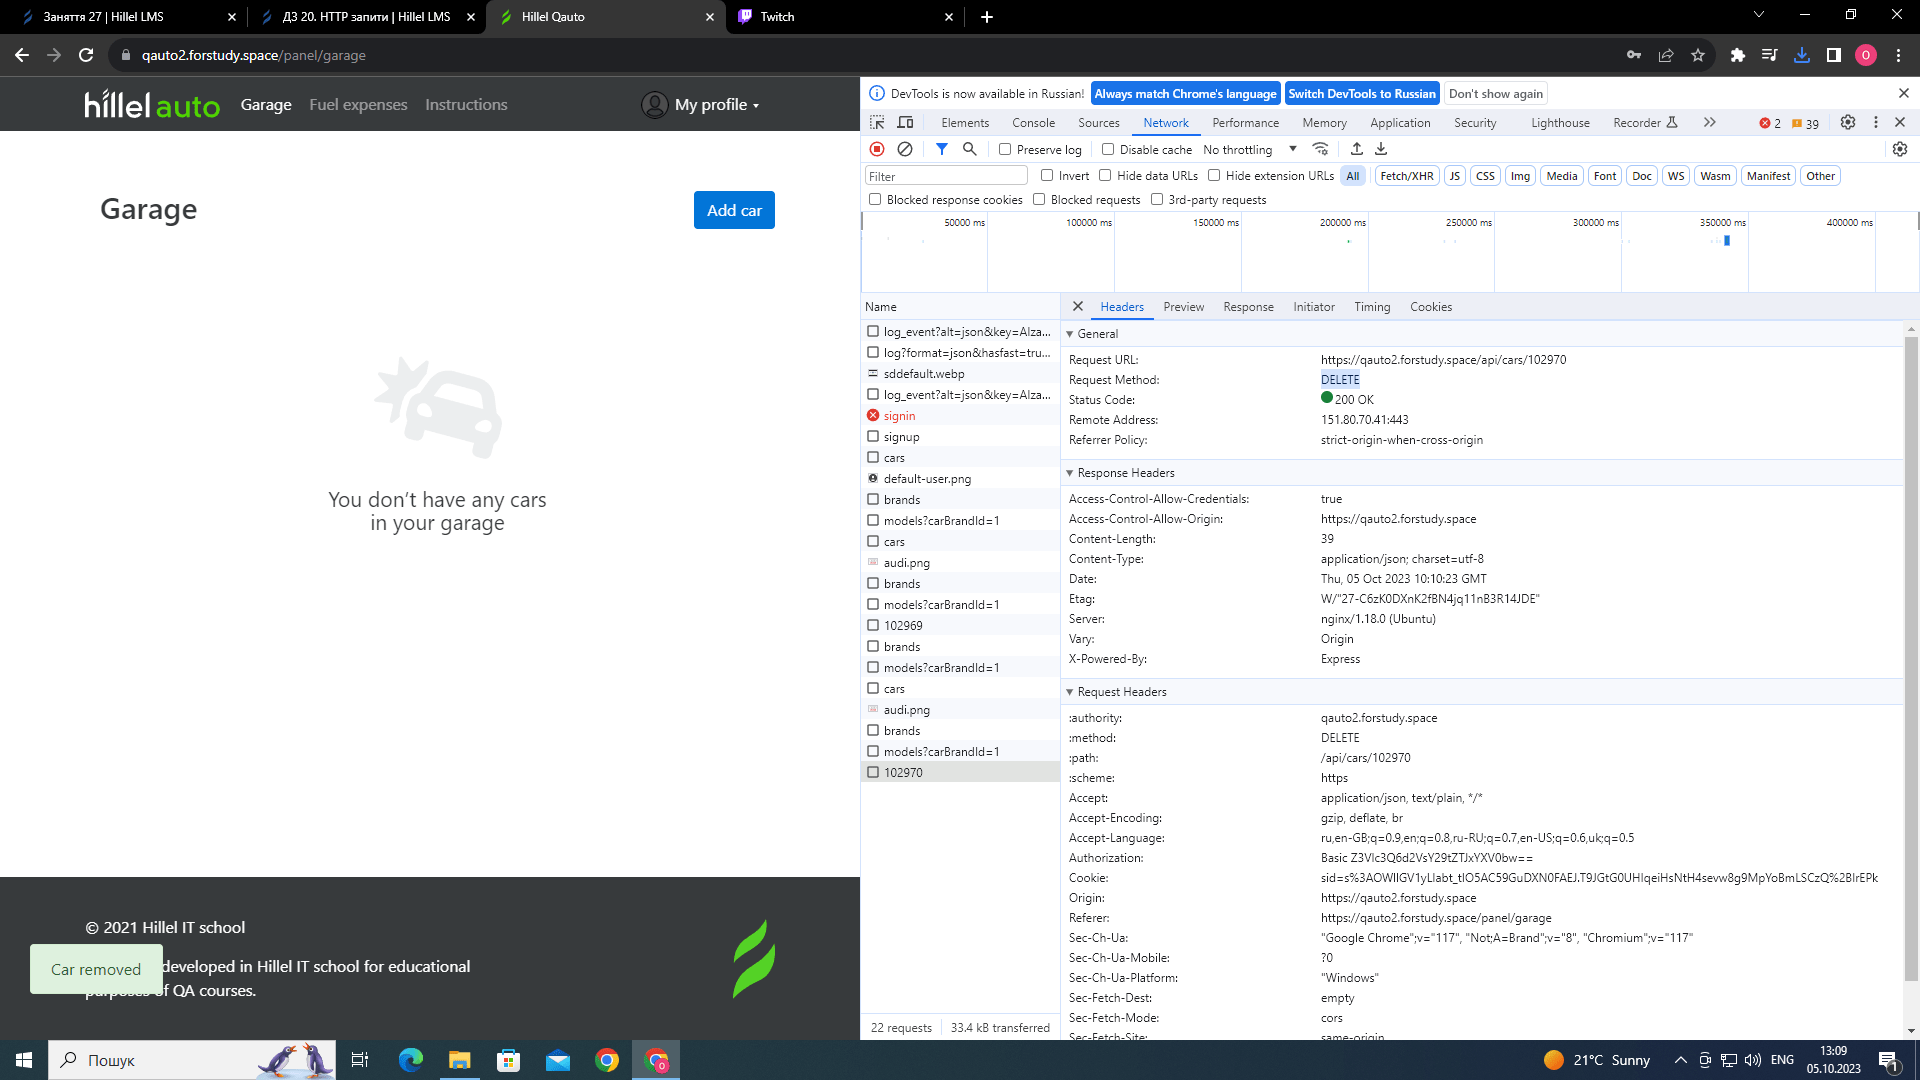 Заняття 27 | Hillel LMS
ДЗ 20. HTTP запити | Hillel LMS
Hillel Qauto
Twitch
qauto2.forstudy.space/panel/garage
O
hillel auto
Garage
Fuel expenses
Instructions
My profile
Garage
Add car
You don't have any cars
in your garage
© 2021 Hillel IT school
developed in Hillel IT school for educational
purposes of QA courses.
Car removed
DevTools is now available in Russian!
Always match Chrome's language
Switch DevTools to Russian
Don't show again
Elements
Console
Sources
Network
Performance
Memory
Application
Security
Lighthouse
Recorder
2
39
Preserve log
Disable cache
No throttling
Filter
Invert
Hide data URLs
Hide extension URLs
All
Fetch/XHR
JS
CSS
Img
Media
Font
Doc
WS
Wasm
Manifest
Other
Blocked response cookies
Blocked requests
3rd-party requests
50000 ms
100000 ms
150000 ms
200000 ms
250000 ms
300000 ms
350000 ms
400000 ms
Name
log_event?alt=json&key=AIza...
log?format=json&hasfast=tru...
sddefault.webp
log_event?alt=json&key=AIza...
signin
signup
cars
default-user.png
brands
models?carBrandId=1
cars
audi.png
brands
models?carBrandId=1
102969
brands
models?carBrandId=1
cars
audi.png
brands
models?carBrandId=1
102970
22 requests
33.4 kB transferred
Headers
Preview
Response
Initiator
Timing
Cookies
General
Request URL: https://qauto2.forstudy.space/api/cars/102970
Request Method: DELETE
Status Code: 200 OK
Remote Address: 151.80.70.41:443
Referrer Policy: strict-origin-when-cross-origin
Response Headers
Access-Control-Allow-Credentials: true
Access-Control-Allow-Origin: https://qauto2.forstudy.space
Content-Length: 39
Content-Type: application/json; charset=utf-8
Date: Thu, 05 Oct 2023 10:10:23 GMT
Etag: W/"27-C6zK0DXnK2fBN4jq11nB3R14JDE"
Server: nginx/1.18.0 (Ubuntu)
Vary: Origin
X-Powered-By: Express
Request Headers
:authority: qauto2.forstudy.space
:method: DELETE
:path: /api/cars/102970
:scheme: https
Accept: application/json, text/plain, */*
Accept-Encoding: gzip, deflate, br
Accept-Language: ru,en-GB;q=0.9,en;q=0.8,ru-RU;q=0.7,en-US;q=0.6,uk;q=0.5
Authorization: Basic Z3Vlc3Q6d2VsY29tZTJxYXV0bw==
Cookie:
Origin: https://qauto2.forstudy.space
Referer: https://qauto2.forstudy.space/panel/garage
Sec-Ch-Ua: "Google Chrome";v="117", "Not;A=Brand";v="8", "Chromium";v="117"
Sec-Ch-Ua-Mobile: ?0
Sec-Ch-Ua-Platform: "Windows"
Sec-Fetch-Dest: empty
Sec-Fetch-Mode: cors
Sec-Fetch-Site: same-origin
Пошук
O
21°C Sunny
ENG
13:09
05.10.2023
1